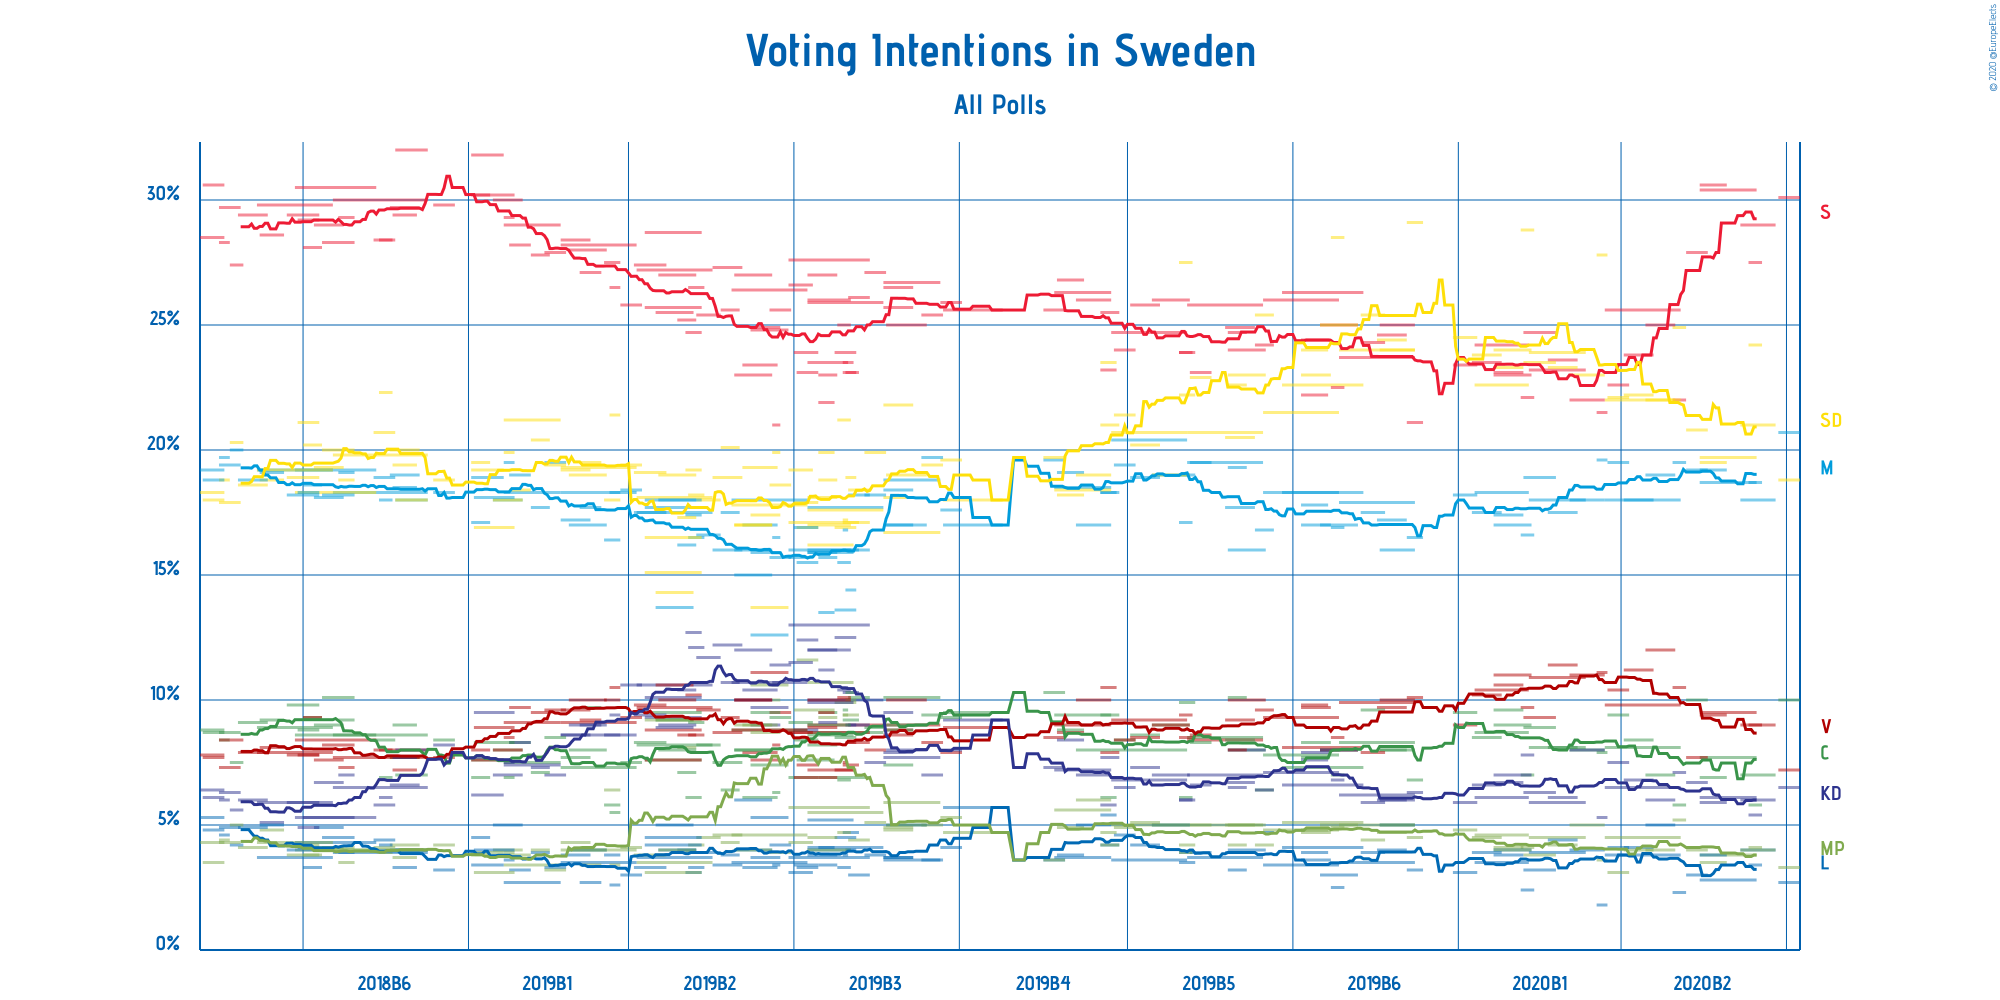 © 2020 @EuropeElects
Voting Intentions in Sweden
All Polls
30%
25%
20%
15%
10%
5%
0%
S
SD
M
V
C
KD
MP
L
2018B6
2019B1
2019B2
2019B3
2019B4
2019B5
2019B6
2020B1
2020B2